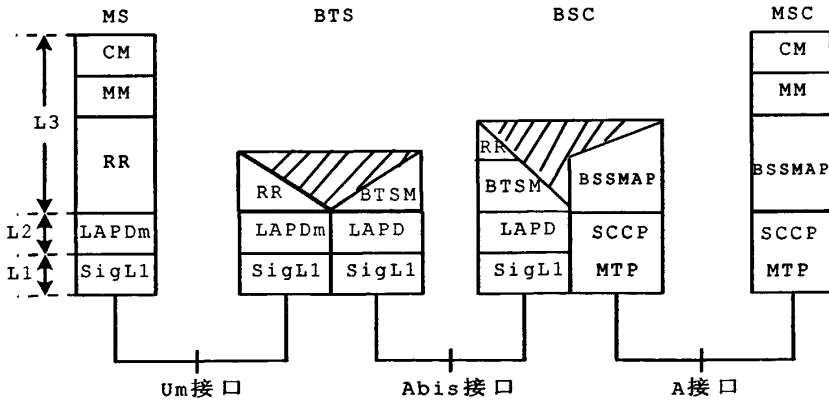 MS BTS BSC MSC
CM CM
MM MM
L3
RR
RR BTSM
RR
BTSM
BSSMAP
BSSMAP
L2 LAPDm LAPDm LAPD LAPD SCCP SCCP
L1 SigL1 SigL1 SigL1 SigL1 MTP MTP
Um接口 Abis接口 A接口